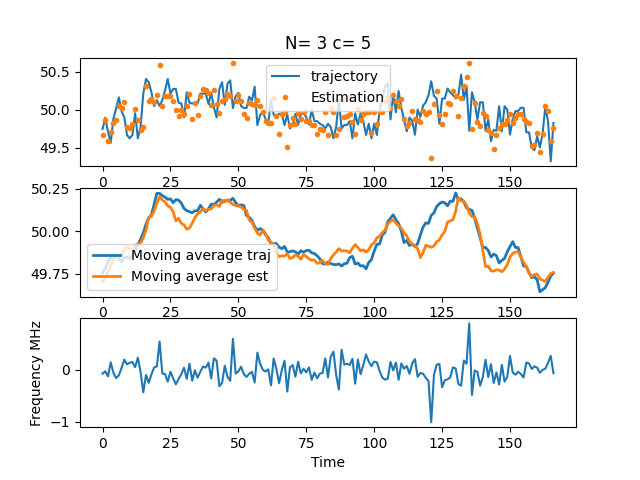 N= 3 c= 5
50.5
50.0
49.5
trajectory
Estimation
0 25 50 75 100 125 150
50.25
50.00
49.75
Moving average traj
Moving average est
0 25 50 75 100 125 150
Frequency MHz
0
−1
0 25 50 75 100 125 150
Time